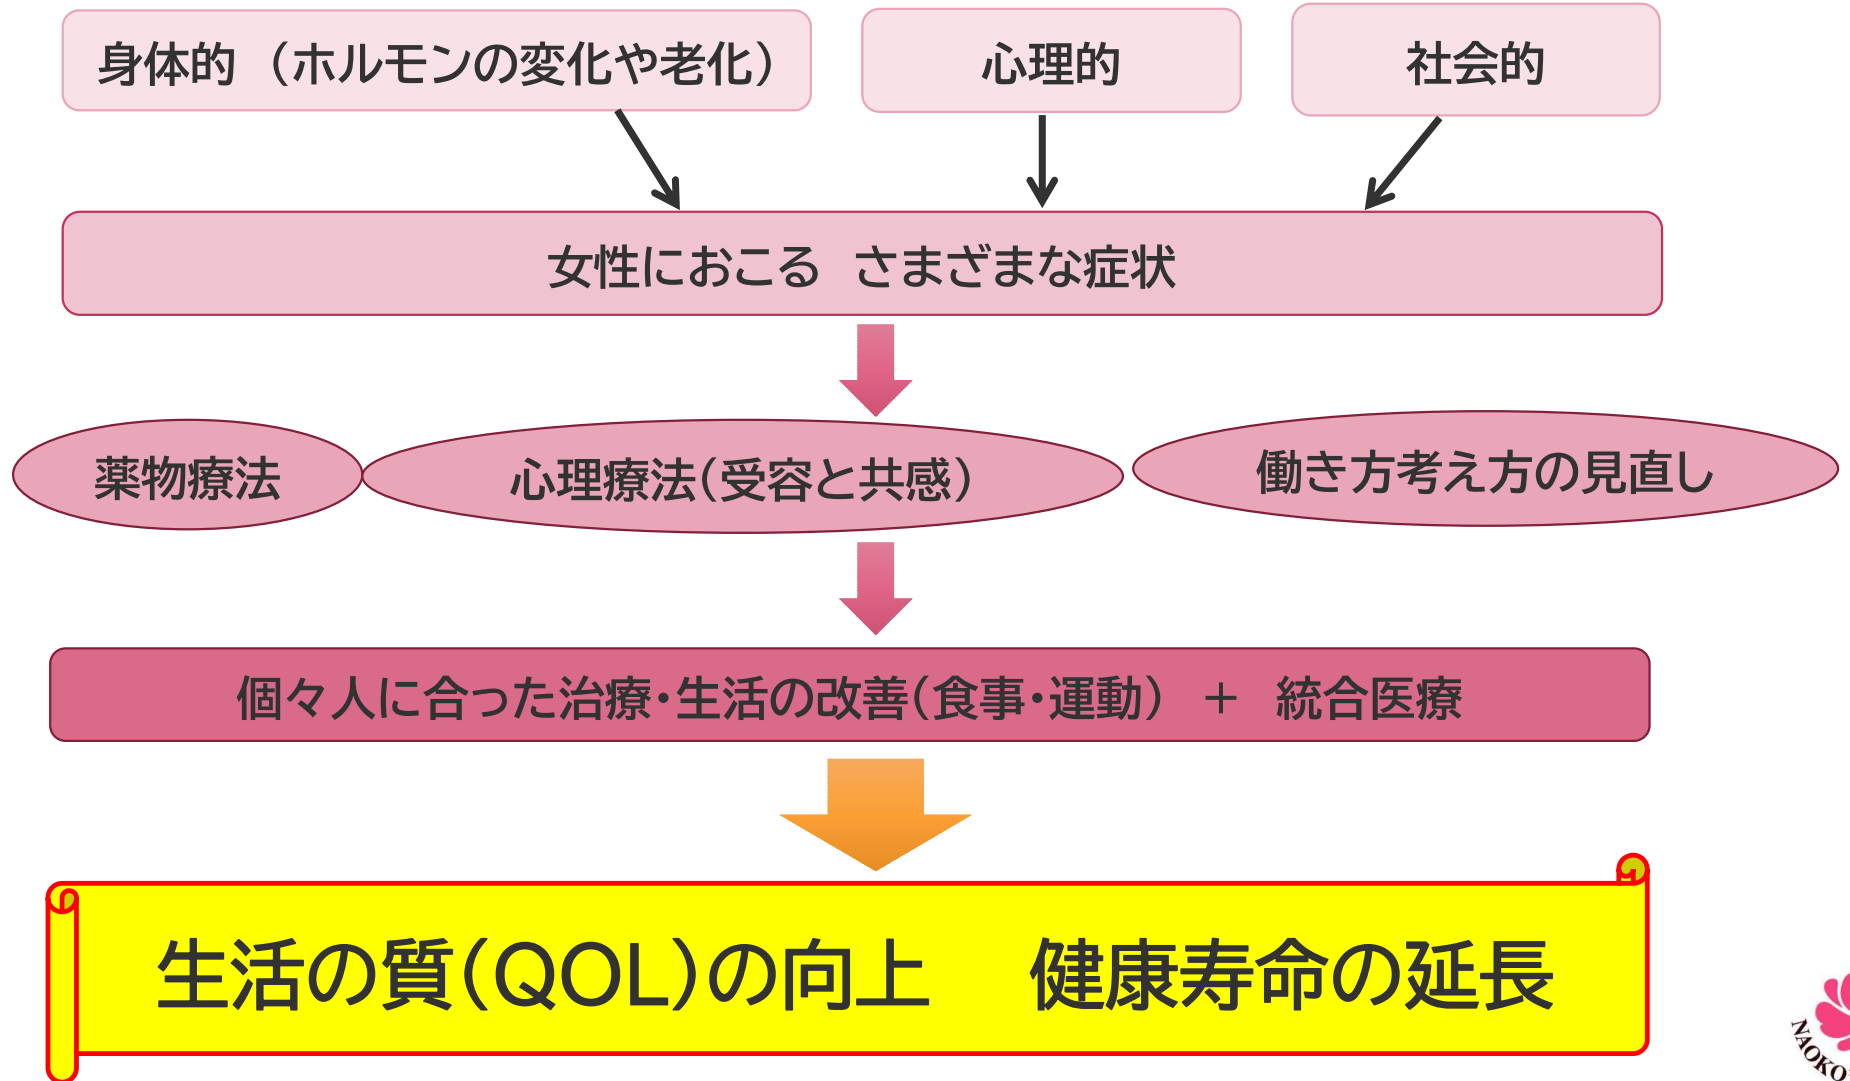 身体的 （ホルモンの変化や老化）
心理的
社会的
女性におこる　さまざまな症状
薬物療法
心理療法（受容と共感）
働き方考え方の見直し
個々人に合った治療・生活の改善（食事・運動） ＋ 統合医療
生活の質（QOL）の向上　健康寿命の延長
NAOKO